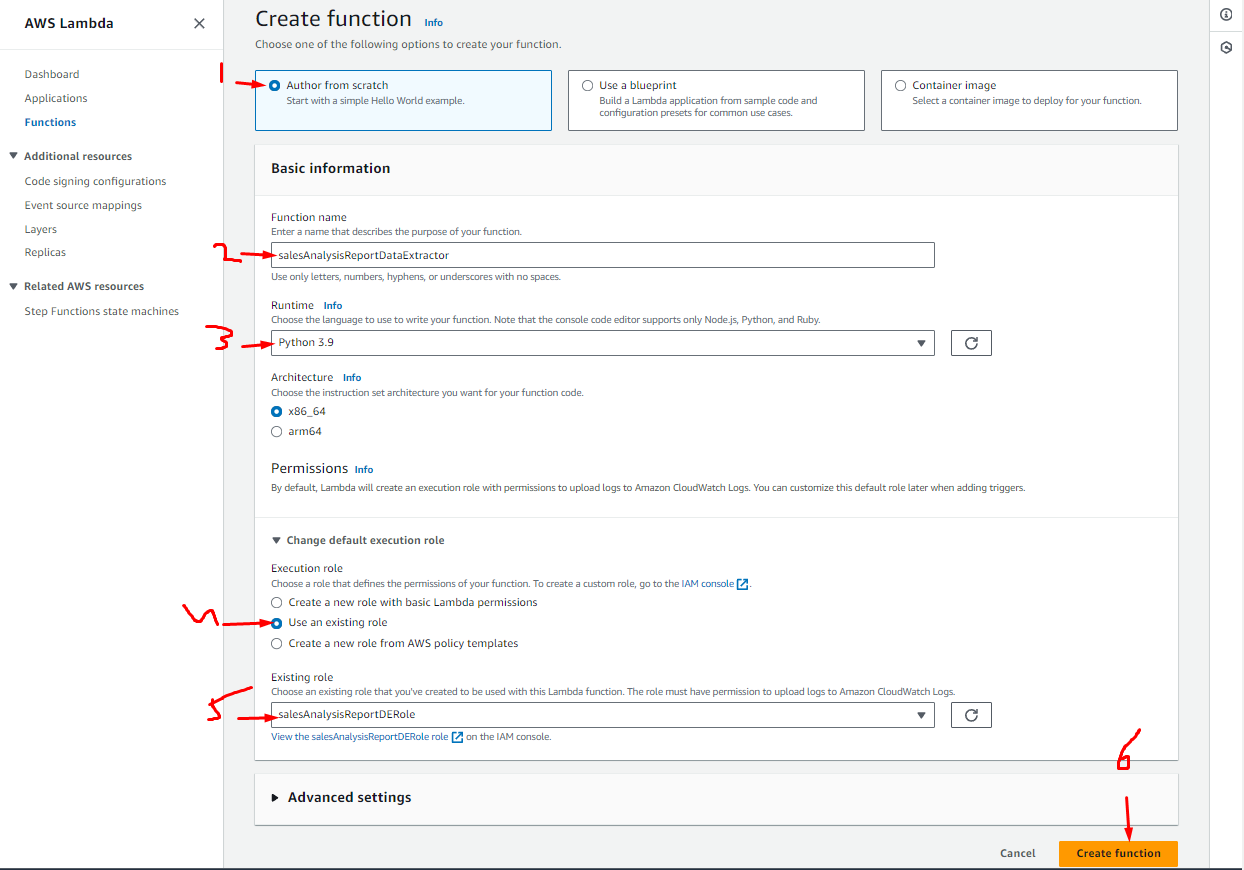 AWS Lambda
Dashboard
Applications
Functions
Additional resources
Code signing configurations
Event source mappings
Layers
Replicas
Related AWS resources
Step Functions state machines
Create function Info
Choose one of the following options to create your function.
1
Author from scratch
Start with a simple Hello World example.
Use a blueprint
Build a Lambda application from sample code and
configuration presets for common use cases.
Container image
Select a container image to deploy for your function.
Basic information
Function name
Enter a name that describes the purpose of your function.
2
salesAnalysisReportDataExtractor
Use only letters, numbers, hyphens, or underscores with no spaces.
Runtime Info
Choose the language to use to write your function. Note that the console code editor supports only Node.js, Python, and Ruby.
3
Python 3.9
Architecture Info
Choose the instruction set architecture you want for your function code.
x86_64
arm64
Permissions Info
By default, Lambda will create an execution role with permissions to upload logs to Amazon CloudWatch Logs. You can customize this default role later when adding triggers.
Change default execution role
Execution role
Choose a role that defines the permissions of your function. To create a custom role, go to the IAM console.
Create a new role with basic Lambda permissions
4
Use an existing role
Create a new role from AWS policy templates
Existing role
Choose an existing role that you've created to be used with this Lambda function. The role must have permission to upload logs to Amazon CloudWatch Logs.
5
salesAnalysisReportDERole
View the salesAnalysisReportDERole role on the IAM console.
6
Advanced settings
Cancel
Create function